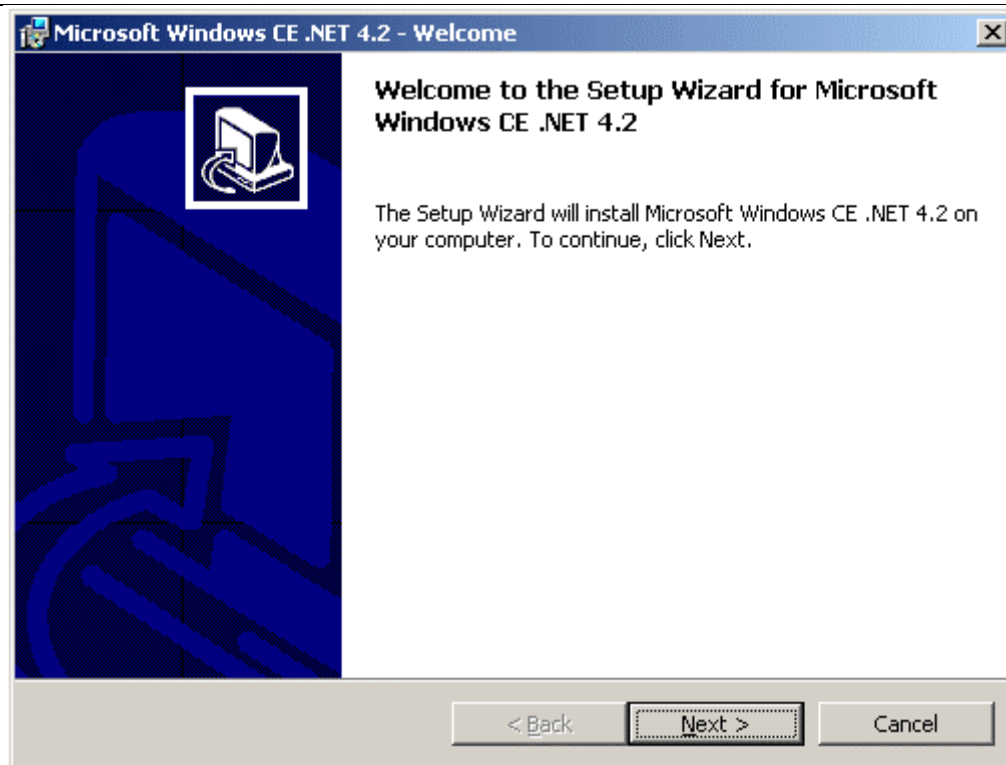 Microsoft Windows CE .NET 4.2 - Welcome
Welcome to the Setup Wizard for Microsoft
Windows CE .NET 4.2
The Setup Wizard will install Microsoft Windows CE .NET 4.2 on
your computer. To continue, click Next.
< Back Next > Cancel